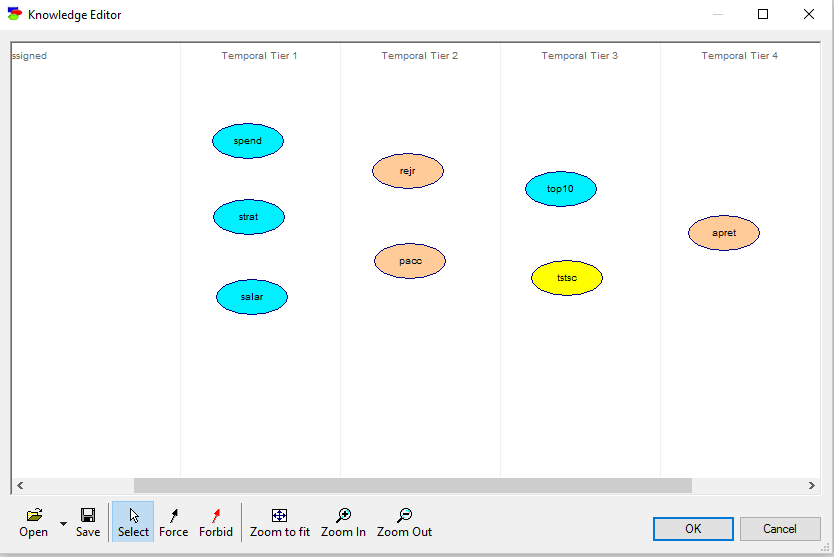 Knowledge Editor
ssigned Temporal Tier 1 Temporal Tier 2 Temporal Tier 3 Temporal Tier 4
spend
rejr
top10
strat
apret
pacc
tstsc
salar
Open Save Select Force Forbid Zoom to fit Zoom In Zoom Out OK Cancel